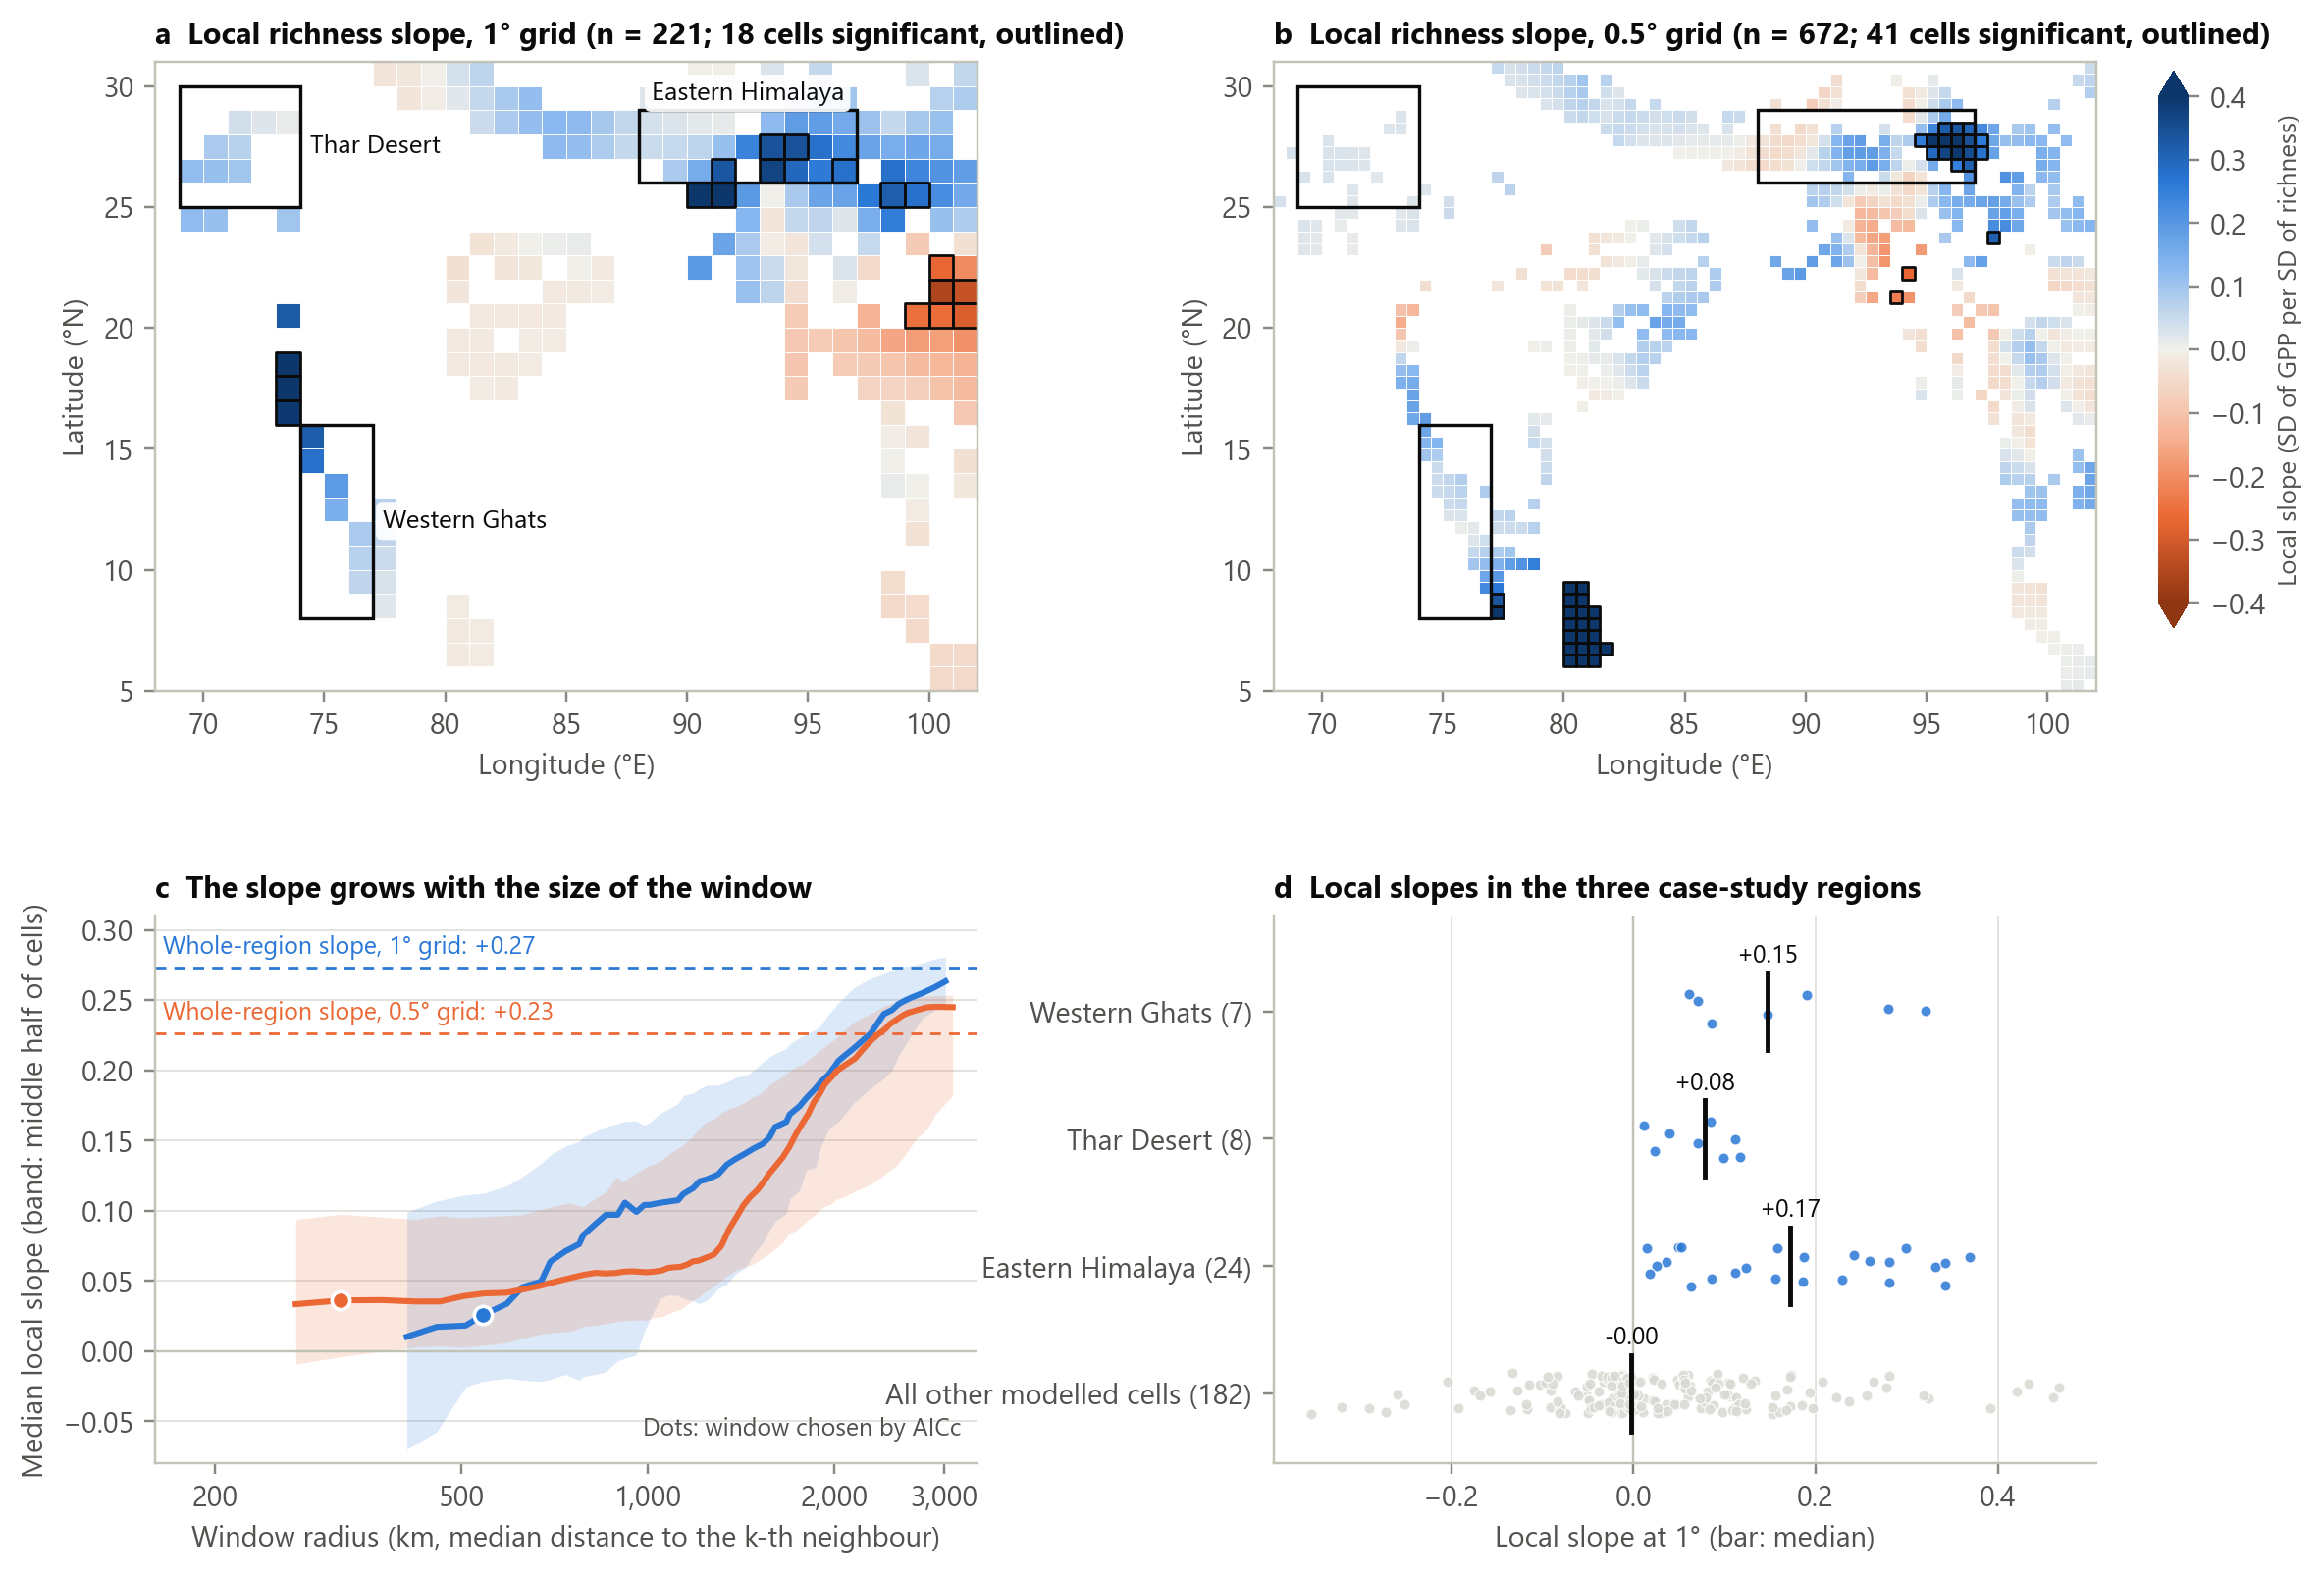 a Local richness slope, 1° grid (n = 221; 18 cells significant, outlined)
Eastern Himalaya
Thar Desert
Western Ghats
30
25
20
15
10
5
Latitude (°N)
70 75 80 85 90 95 100
Longitude (°E)
b Local richness slope, 0.5° grid (n = 672; 41 cells significant, outlined)
30
25
20
15
10
5
Latitude (°N)
70 75 80 85 90 95 100
Longitude (°E)
0.4
0.3
0.2
0.1
0.0
−0.1
−0.2
−0.3
−0.4
Local slope (SD of GPP per SD of richness)
c The slope grows with the size of the window
Whole-region slope, 1° grid: +0.27
Whole-region slope, 0.5° grid: +0.23
Dots: window chosen by AICc
0.30
0.25
0.20
0.15
0.10
0.05
0.00
−0.05
Median local slope (band: middle half of cells)
200 500 1,000 2,000 3,000
Window radius (km, median distance to the k-th neighbour)
d Local slopes in the three case-study regions
+0.15
Western Ghats (7)
+0.08
Thar Desert (8)
+0.17
Eastern Himalaya (24)
-0.00
All other modelled cells (182)
−0.2 0.0 0.2 0.4
Local slope at 1° (bar: median)